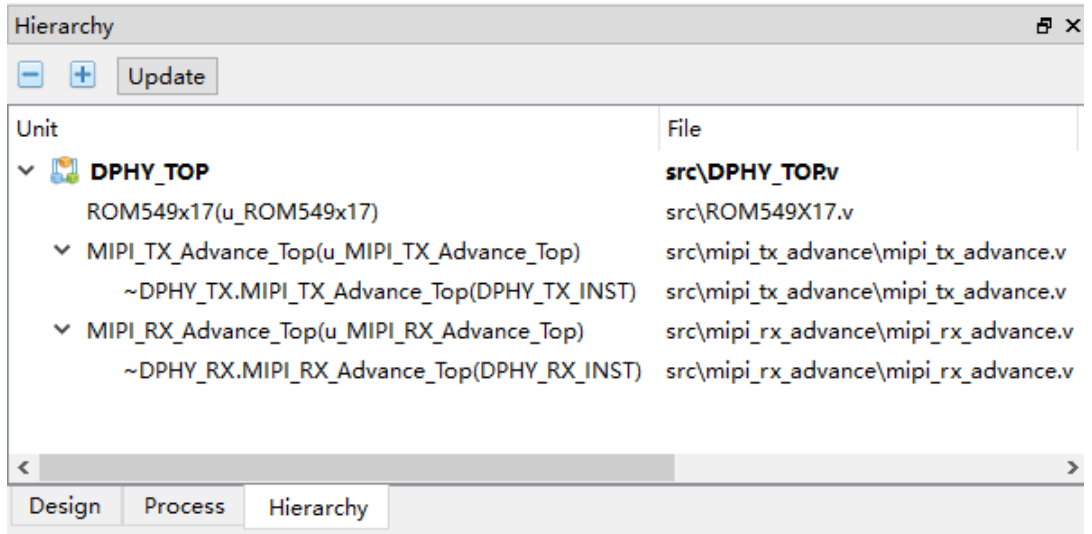 Hierarchy
Update
Unit File
DPHY_TOP src\DPHY_TOP.v
ROM549x17(u_ROM549x17) src\ROM549X17.v
MIPI_TX_Advance_Top(u_MIPI_TX_Advance_Top) src\mipi_tx_advance\mipi_tx_advance.v
~DPHY_TX.MIPI_TX_Advance_Top(DPHY_TX_INST) src\mipi_tx_advance\mipi_tx_advance.v
MIPI_RX_Advance_Top(u_MIPI_RX_Advance_Top) src\mipi_rx_advance\mipi_rx_advance.v
~DPHY_RX.MIPI_RX_Advance_Top(DPHY_RX_INST) src\mipi_rx_advance\mipi_rx_advance.v
Design Process Hierarchy